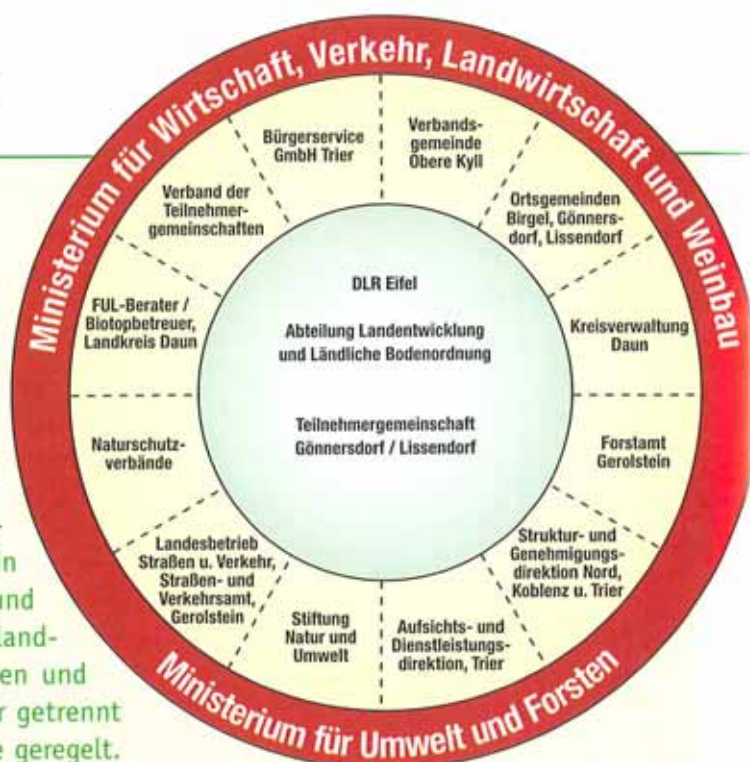 Ministerium für Wirtschaft, Verkehr, Landwirtschaft und Weinbau
Bürgerservice
GmbH Trier
Verbands-
gemeinde
Obere Kyll
Ortsgemeinden
Birgel, Gönners-
dorf, Lissendorf
Kreisverwaltung
Daun
Forstamt
Gerolstein
Struktur- und
Genehmigungs-
direktion Nord,
Koblenz u. Trier
Aufsichts- und
Dienstleistungs-
direktion, Trier
Stiftung
Natur und
Umwelt
Landesbetrieb
Straßen u. Verkehr,
Straßen- und
Verkehrsamt,
Gerolstein
Naturschutz-
verbände
FUL-Berater /
Biotopbetreuer,
Landkreis Daun
Verband der
Teilnehmer-
gemeinschaften
DLR Eifel
Abteilung Landentwicklung
und Ländliche Bodenordnung
Teilnehmergemeinschaft
Gönnersdorf / Lissendorf
Ministerium für Umwelt und Forsten
land-
en und
r getrennt
e geregelt.